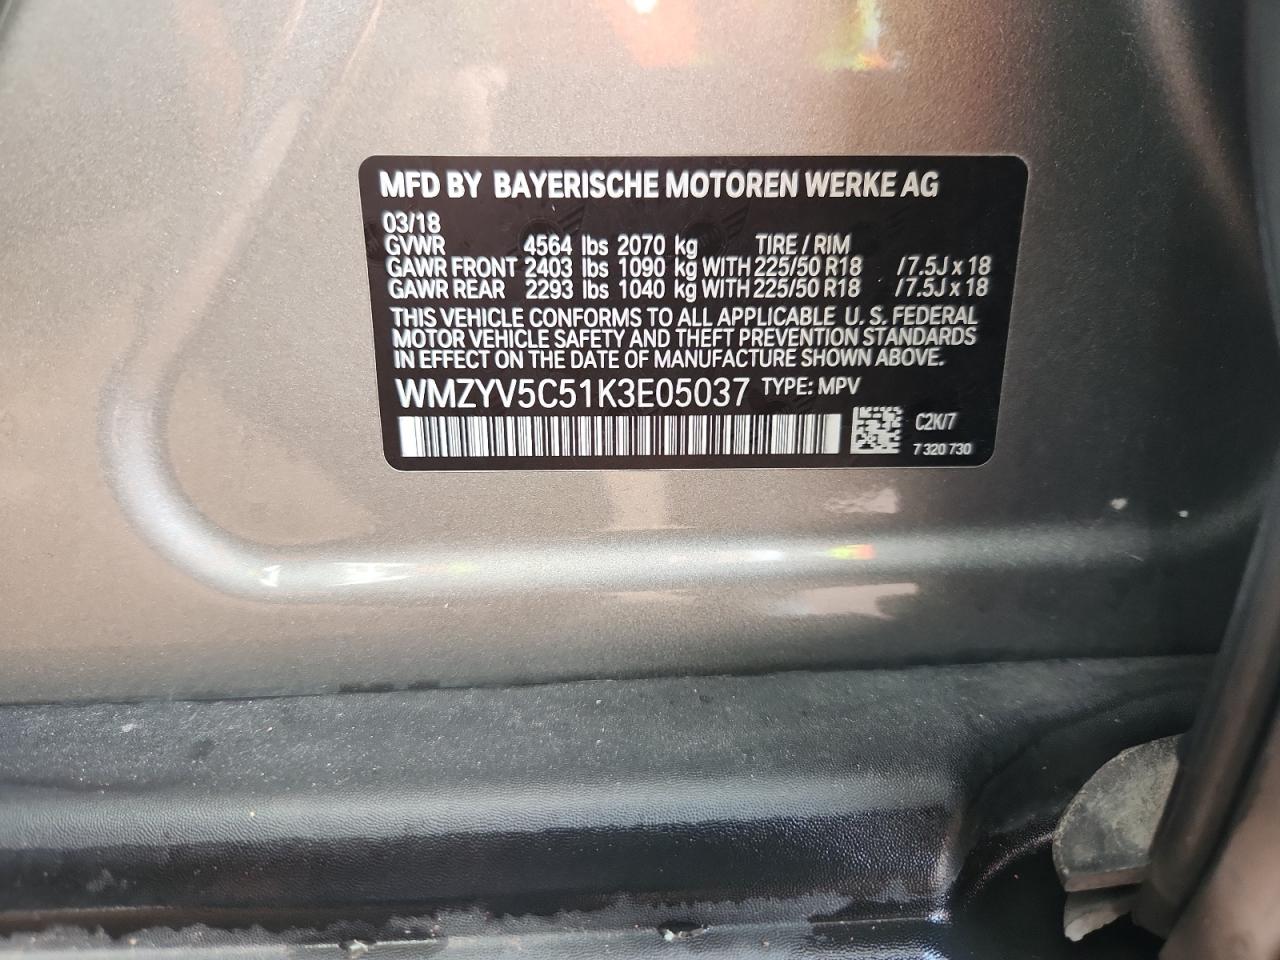 MFD BY BAYERISCHE MOTOREN WERKE AG
03/18
GVWR 4564 lbs 2070 kg TIRE / RIM
GAWR FRONT 2403 lbs 1090 kg WITH 225/50 R18 /7.5J x 18
GAWR REAR 2293 lbs 1040 kg WITH 225/50 R18 /7.5J x 18
THIS VEHICLE CONFORMS TO ALL APPLICABLE U. S. FEDERAL
MOTOR VEHICLE SAFETY AND THEFT PREVENTION STANDARDS
IN EFFECT ON THE DATE OF MANUFACTURE SHOWN ABOVE.
WMZYV5C51K3E05037 TYPE: MPV
C2K/7
7 320 730